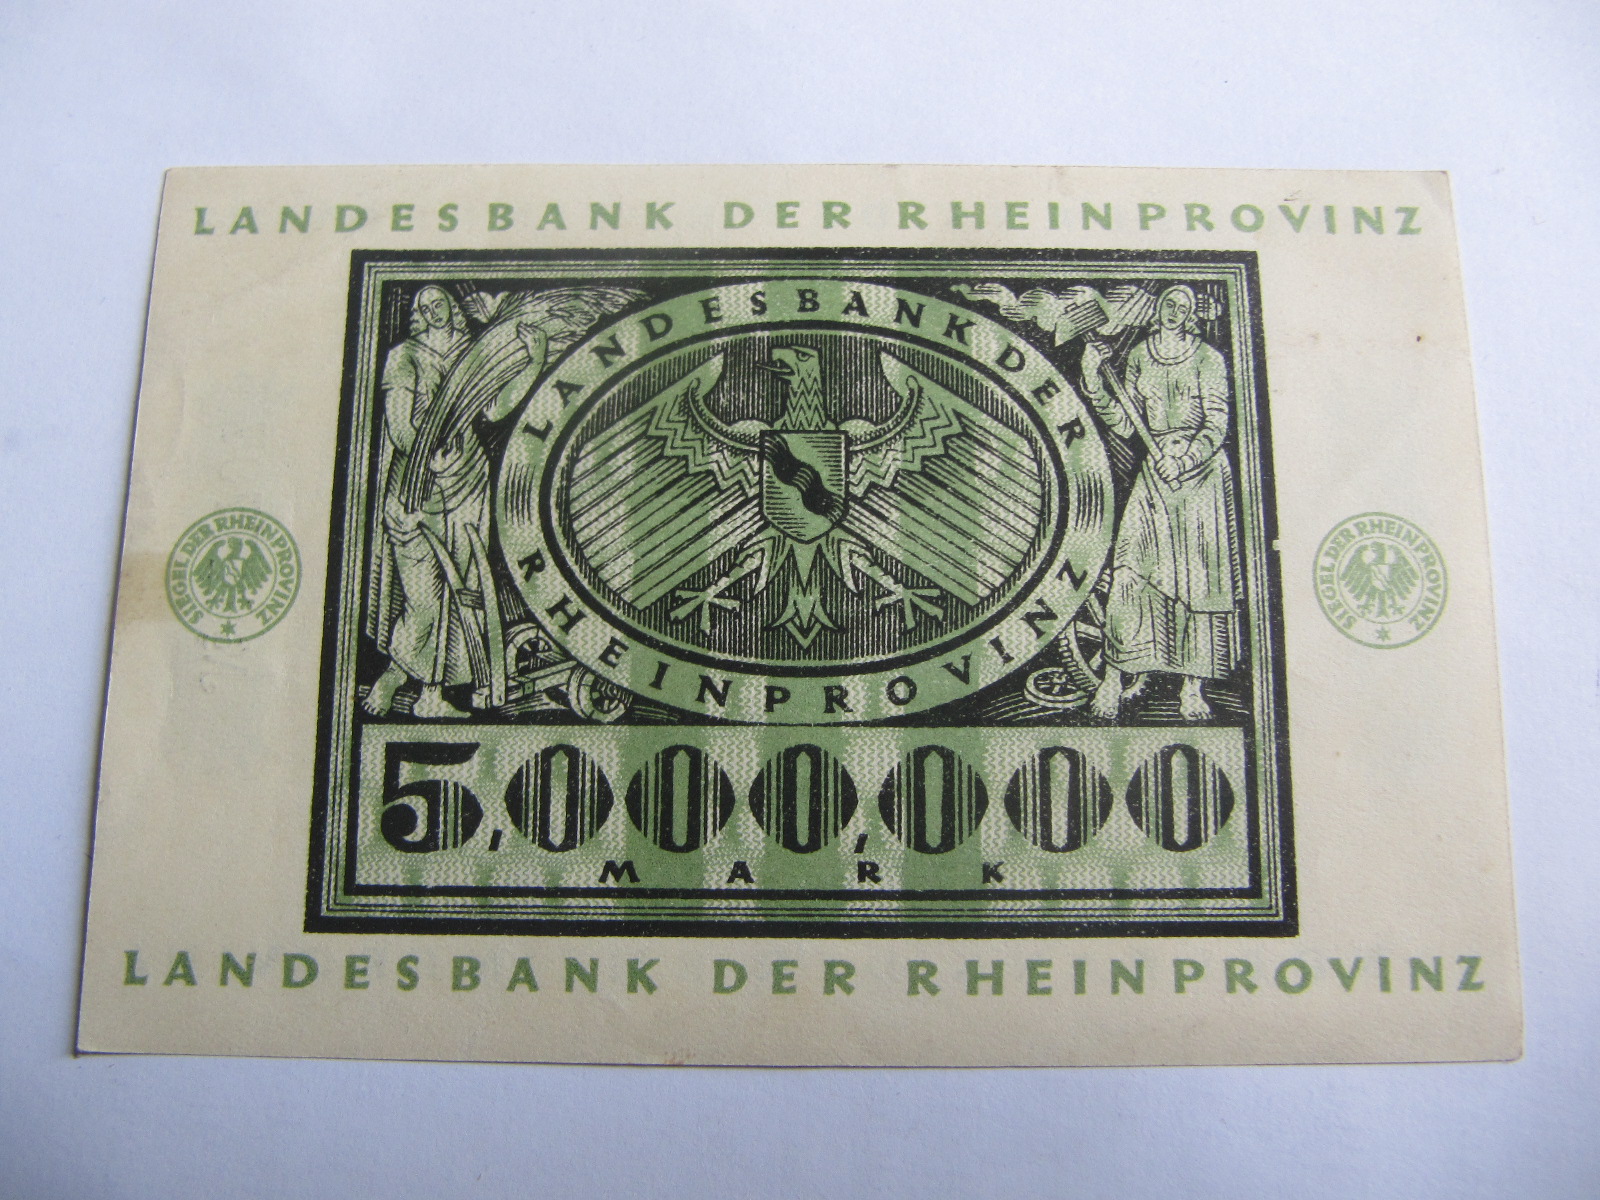 LANDESBANK DER RHEINPROVINZ
LANDESBANK DER
RHEINPROVINZ
SIEGEL DER RHEINPROVINZ
SIEGEL DER RHEINPROVINZ
5,000,000
MARK
LANDESBANK DER RHEINPROVINZ